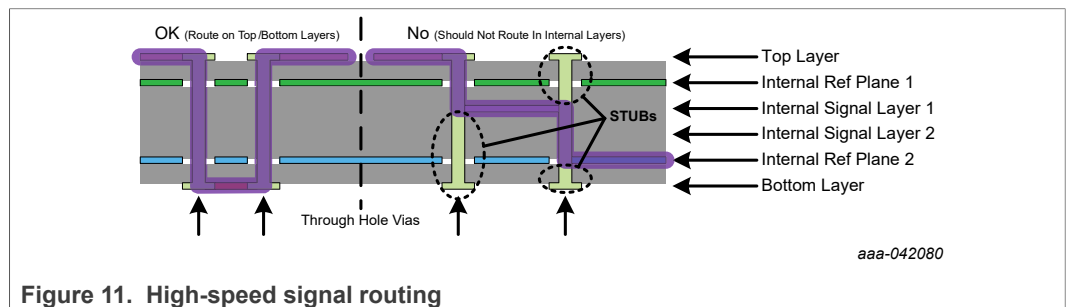 OK (Route on Top/Bottom Layers)
No (Should Not Route In Internal Layers)
Top Layer
Internal Ref Plane 1
Internal Signal Layer 1
STUBs
Internal Signal Layer 2
Internal Ref Plane 2
Bottom Layer
Through Hole Vias
aaa-042080
Figure 11. High-speed signal routing